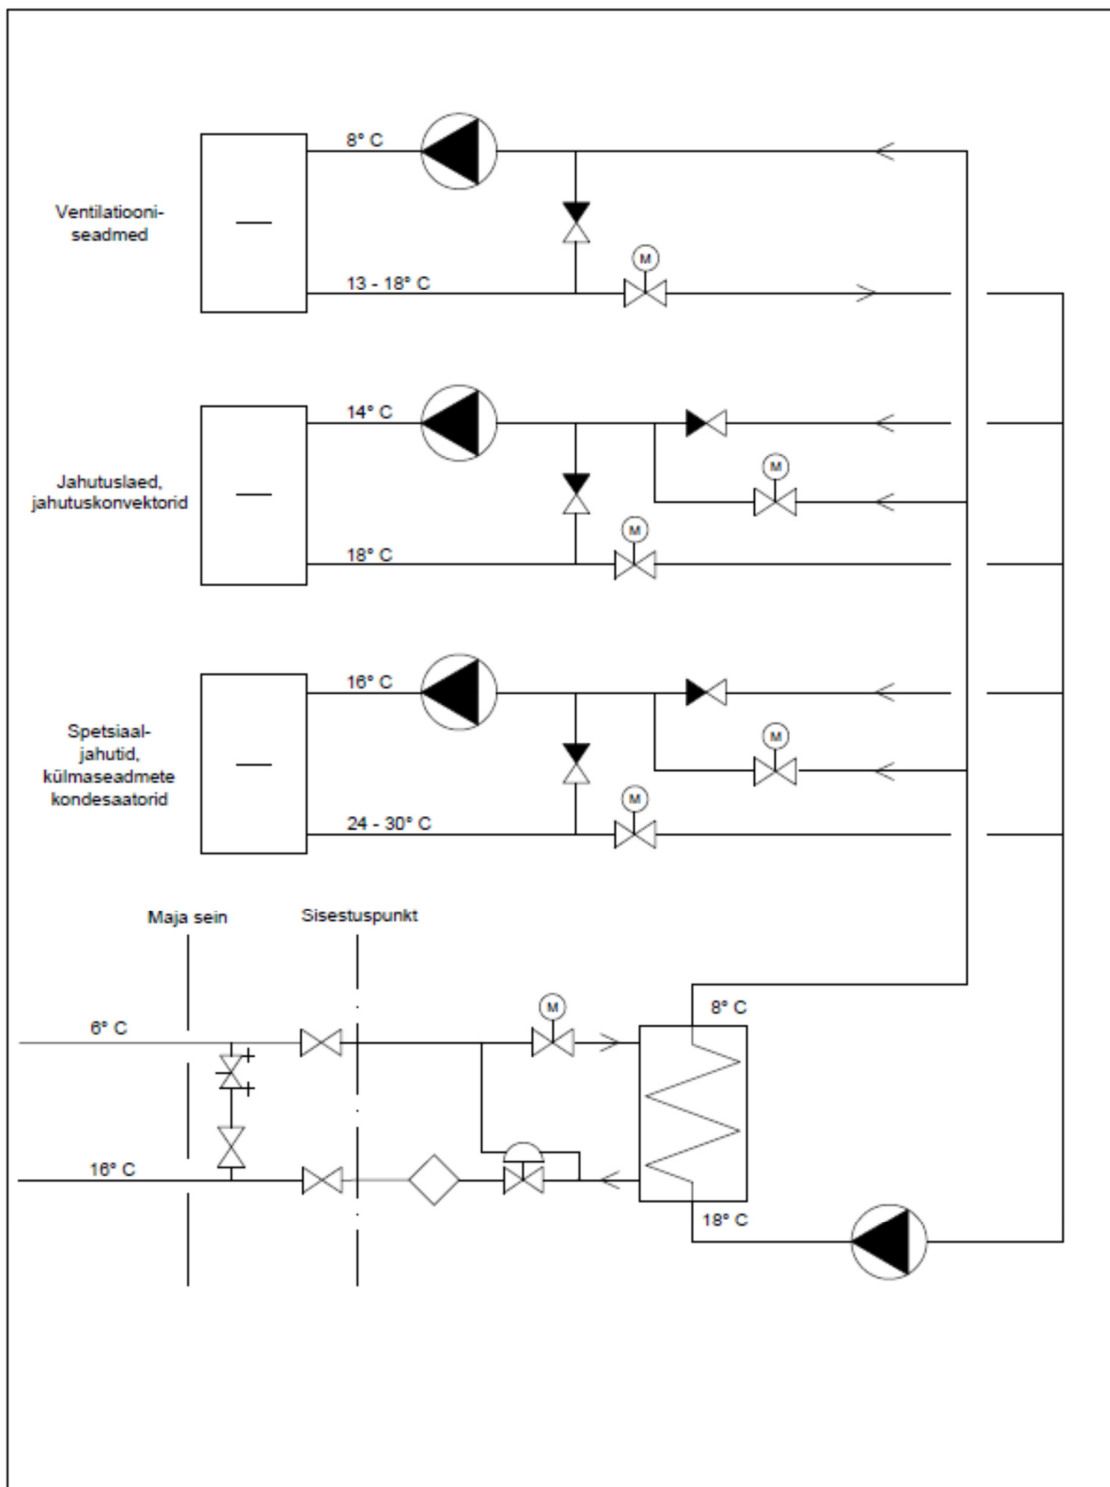 8° C
M
Ventilatiooni-
seadmed
13 - 18° C
14° C
M
Jahutuslaed,
jahutuskonvektorid
M
18° C
16° C
M
Spetsiaal-
jahutid,
külmaseadmete
kondesaatorid
M
24 - 30° C
Maja sein
Sisestuspunkt
M
8° C
6° C
16° C
18° C